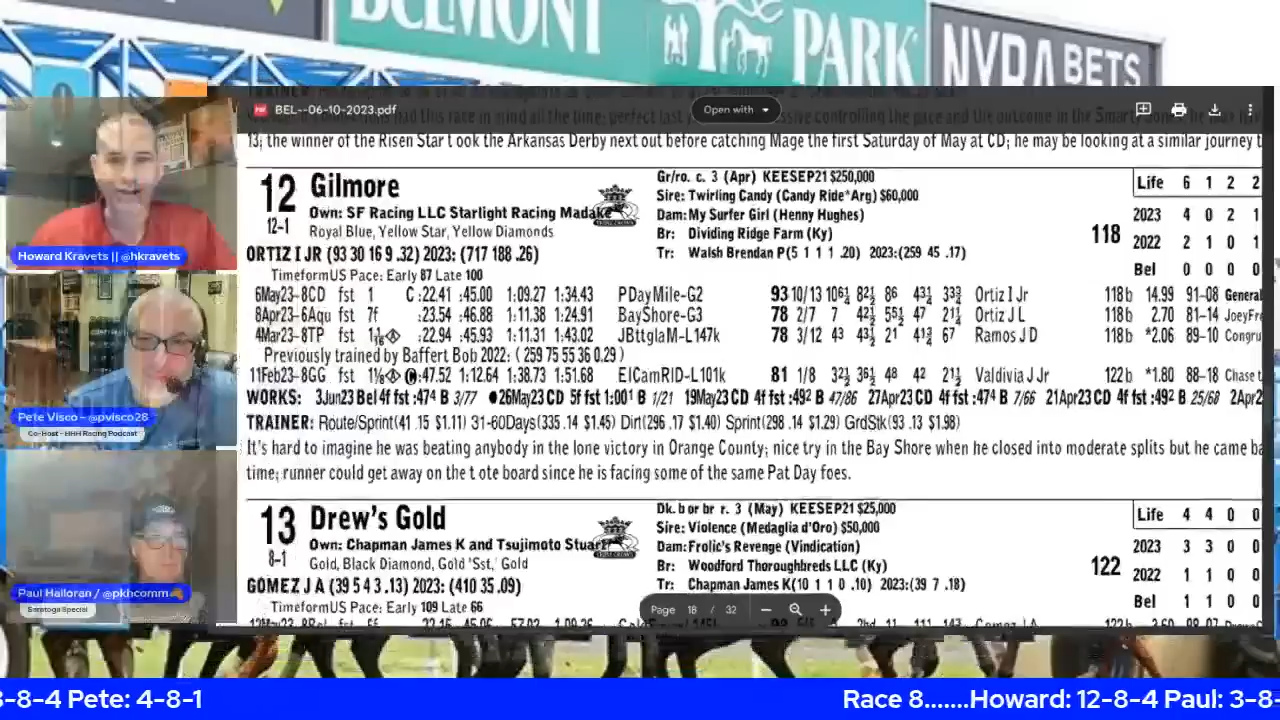 BELMONT
PARK
NYRA BETS
BEL--06-10-2023.pdf
Open with
13; the winner of the Risen Star t ook the Arkansas Derby next out before catching Mage the first Saturday of May at CD; he may be looking at a similar journey t
12 Gilmore
12-1
Own: SF Racing LLC Starlight Racing Madake
Royal Blue, Yellow Star, Yellow Diamonds
ORTIZ I JR (93 30 16 9 .32) 2023: (717 188 .26)
TimeformUS Pace: Early 87 Late 100
Gr/ro. c. 3 (Apr) KEESEP21 $250,000
Sire: Twirling Candy (Candy Ride*Arg) $60,000
Dam: My Surfer Girl (Henny Hughes)
Br: Dividing Ridge Farm (Ky)
Tr: Walsh Brendan P(5 1 1 1 .20) 2023:(259 45 .17)
118
Life 6 1 2 2
2023 4 0 2 1
2022 2 1 0 1
Bel 0 0 0 0
6May23-8CD fst 1 C :22.41 :45.00 1:09.27 1:34.43 PDayMile-G2 93 10/13 106¼ 82½ 86 43¼ 33¾ Ortiz I Jr 118 b 14.99 91-08 General
8Apr23-6Aqu fst 7f :23.54 :46.88 1:11.38 1:24.91 BayShore-G3 78 2/7 7 42½ 55½ 47 21¼ Ortiz J L 118 b 2.70 81-14 JoeyFre
4Mar23-8TP fst 1 1/16 :22.94 :45.93 1:11.31 1:43.02 JBttglaM-L147k 78 3/12 43 43½ 21 41¾ 67 Ramos J D 118 b *2.06 89-10 Congru
Previously trained by Baffert Bob 2022: ( 259 75 55 36 0.29 )
11Feb23-8GG fst 1⅛ C :47.52 1:12.64 1:38.73 1:51.68 ElCamRID-L101k 81 1/8 32½ 36½ 48 42 21½ Valdivia J Jr 122 b *1.80 88-18 Chase t
WORKS: 3Jun23 Bel 4f fst :47⁴ B 3/77 ●26May23 CD 5f fst 1:00¹ B 1/21 19May23 CD 4f fst :49² B 47/86 27Apr23 CD 4f fst :47⁴ B 7/66 21Apr23 CD 4f fst :49² B 25/68 2Apr2
TRAINER: Route/Sprint(41 .15 $1.11) 31-60Days(335 .14 $1.45) Dirt(296 .17 $1.40) Sprint(298 .14 $1.29) GrdStk(93 .13 $1.98)
It's hard to imagine he was beating anybody in the lone victory in Orange County; nice try in the Bay Shore when he closed into moderate splits but he came ba
time; runner could get away on the t ote board since he is facing some of the same Pat Day foes.
13 Drew's Gold
8-1
Own: Chapman James K and Tsujimoto Stuar
Gold, Black Diamond, Gold 'Sst,' Gold
GOMEZ J A (39 5 4 3 .13) 2023: (410 35 .09)
TimeformUS Pace: Early 109 Late 66
Dk. b or br r. 3 (May) KEESEP21 $25,000
Sire: Violence (Medaglia d'Oro) $50,000
Dam: Frolic's Revenge (Vindication)
Br: Woodford Thoroughbreds LLC (Ky)
Tr: Chapman James K(10 1 1 0 .10) 2023:(39 7 .18)
122
Life 4 4 0 0
2023 3 3 0 0
2022 1 1 0 0
Bel 1 1 0 0
Page 18 / 32
Howard Kravets || @hkravets
Pete Visco - @pvisco28
Co-Host - HHH Racing Podcast
Paul Halloran / @pkhcomm
Saratoga Special
3-8-4 Pete: 4-8-1
Race 8.......Howard: 12-8-4 Paul: 3-8-